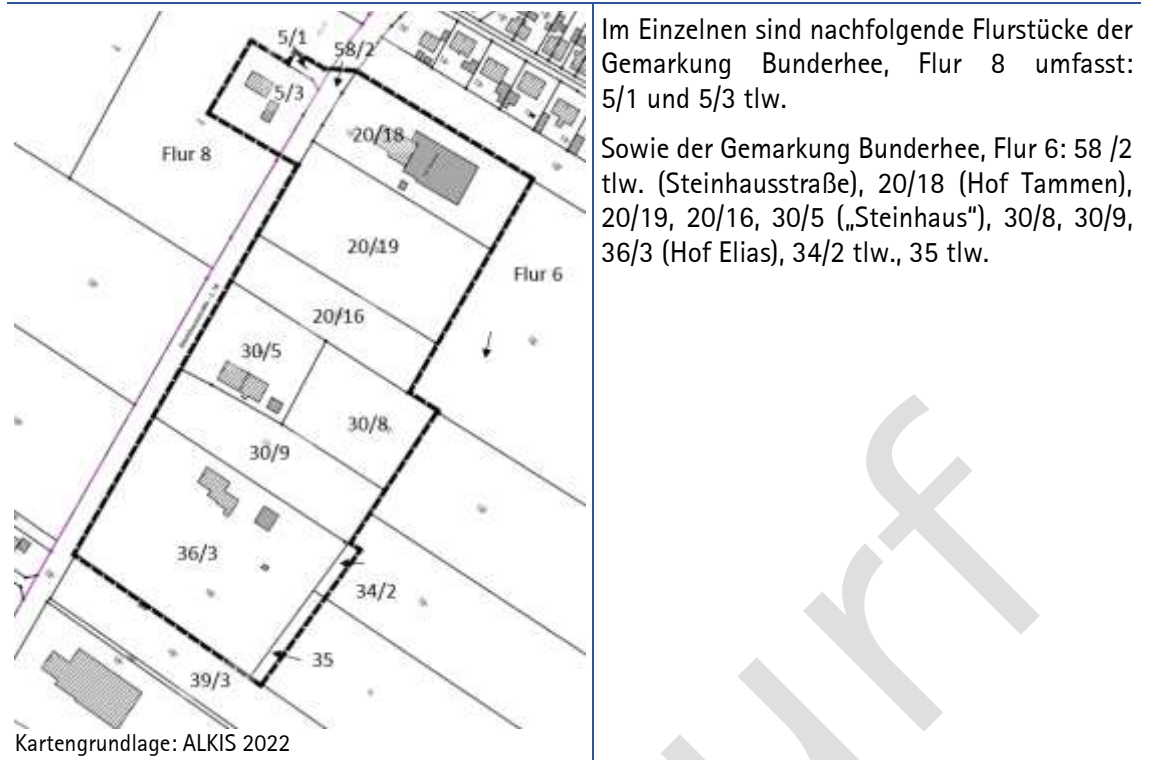 5/1
58/2
5/3
20/18
Flur 8
20/19
Flur 6
20/16
30/5
30/8
30/9
36/3
34/2
35
39/3
Kartengrundlage: ALKIS 2022
Im Einzelnen sind nachfolgende Flurstücke der
Gemarkung Bunderhee, Flur 8 umfasst:
5/1 und 5/3 tlw.
Sowie der Gemarkung Bunderhee, Flur 6: 58 /2
tlw. (Steinhausstraße), 20/18 (Hof Tammen),
20/19, 20/16, 30/5 („Steinhaus“), 30/8, 30/9,
36/3 (Hof Elias), 34/2 tlw., 35 tlw.
urf